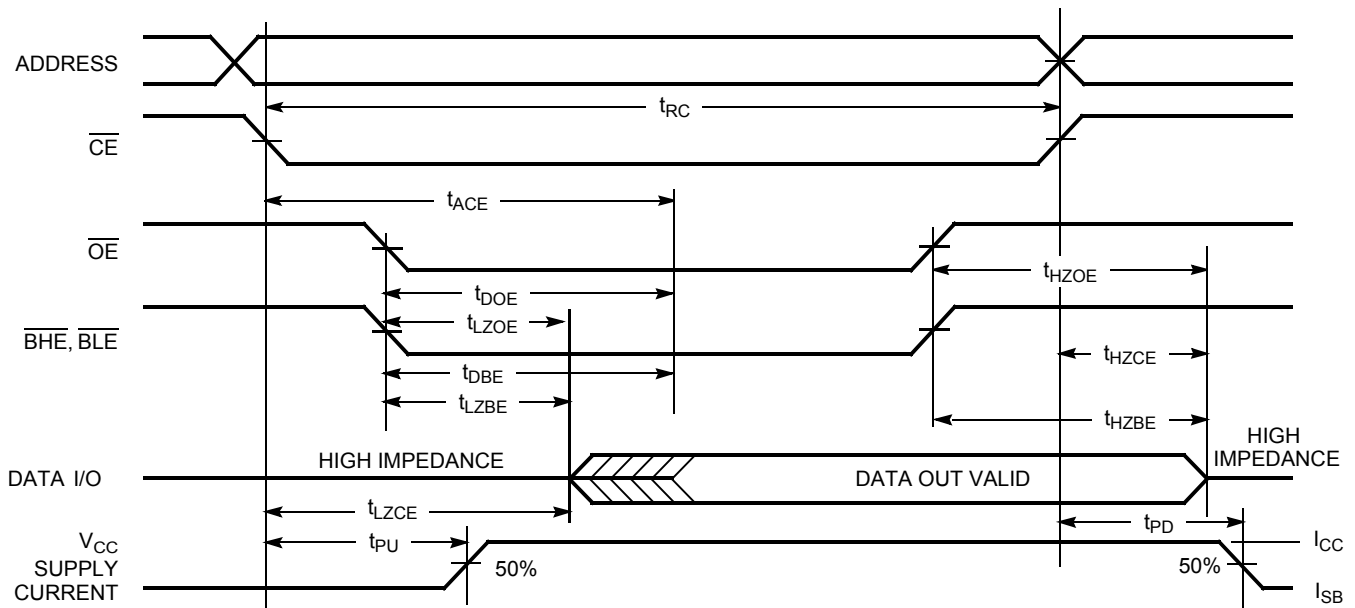 ADDRESS
tRC
CE
tACE
OE
tHZOE
tDOE
tLZOE
BHE, BLE
tHZCE
tDBE
tLZBE
tHZBE
HIGH
IMPEDANCE
HIGH IMPEDANCE
DATA I/O
DATA OUT VALID
tLZCE
tPD
VCC
SUPPLY
CURRENT
tPU
50%
50%
ICC
ISB